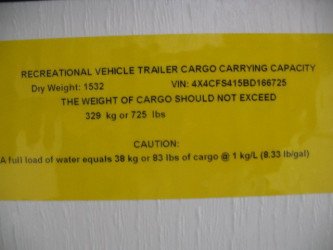 RECREATIONAL VEHICLE TRAILER CARGO CARRYING CAPACITY
Dry Weight: 1532 VIN: 4X4CFS415BD166725
THE WEIGHT OF CARGO SHOULD NOT EXCEED
329 kg or 725 lbs
CAUTION:
A full load of water equals 38 kg or 83 lbs of cargo @ 1 kg/L (8.33 lb/gal)